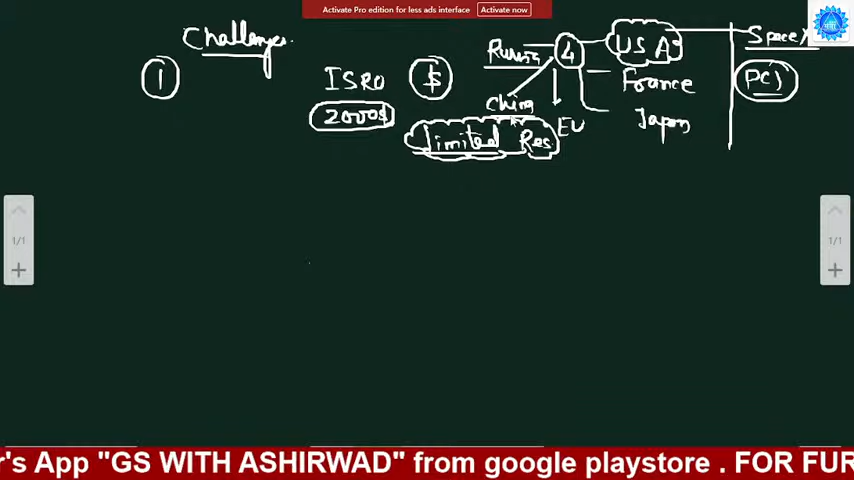 Activate Pro edition for less ads interface
Activate now
Challenges.
1
ISRO $
2000$
Russia 4 USA
SpaceX
France
PCs
China
EU
Japan
limited Res.
1/1
1/1
r's App "GS WITH ASHIRWAD" from google playstore . FOR FUR